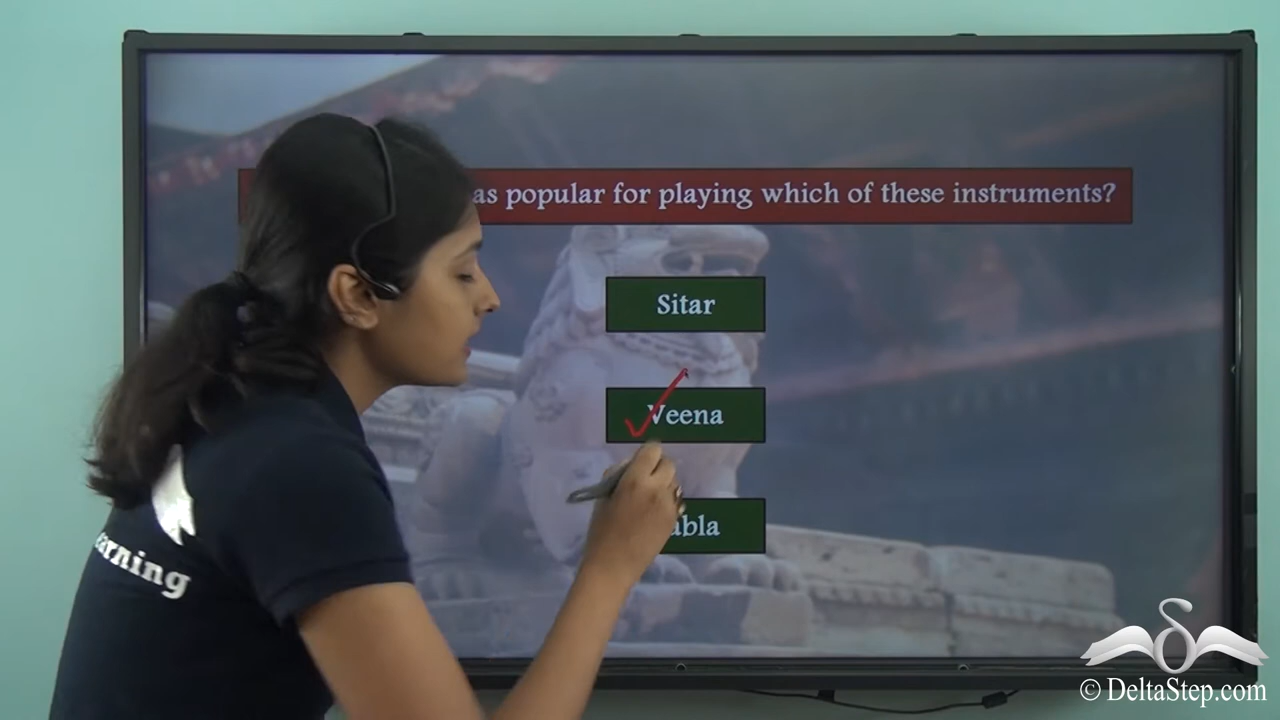 as popular for playing which of these instruments?
Sitar
Veena
abla
arning
© DeltaStep.com